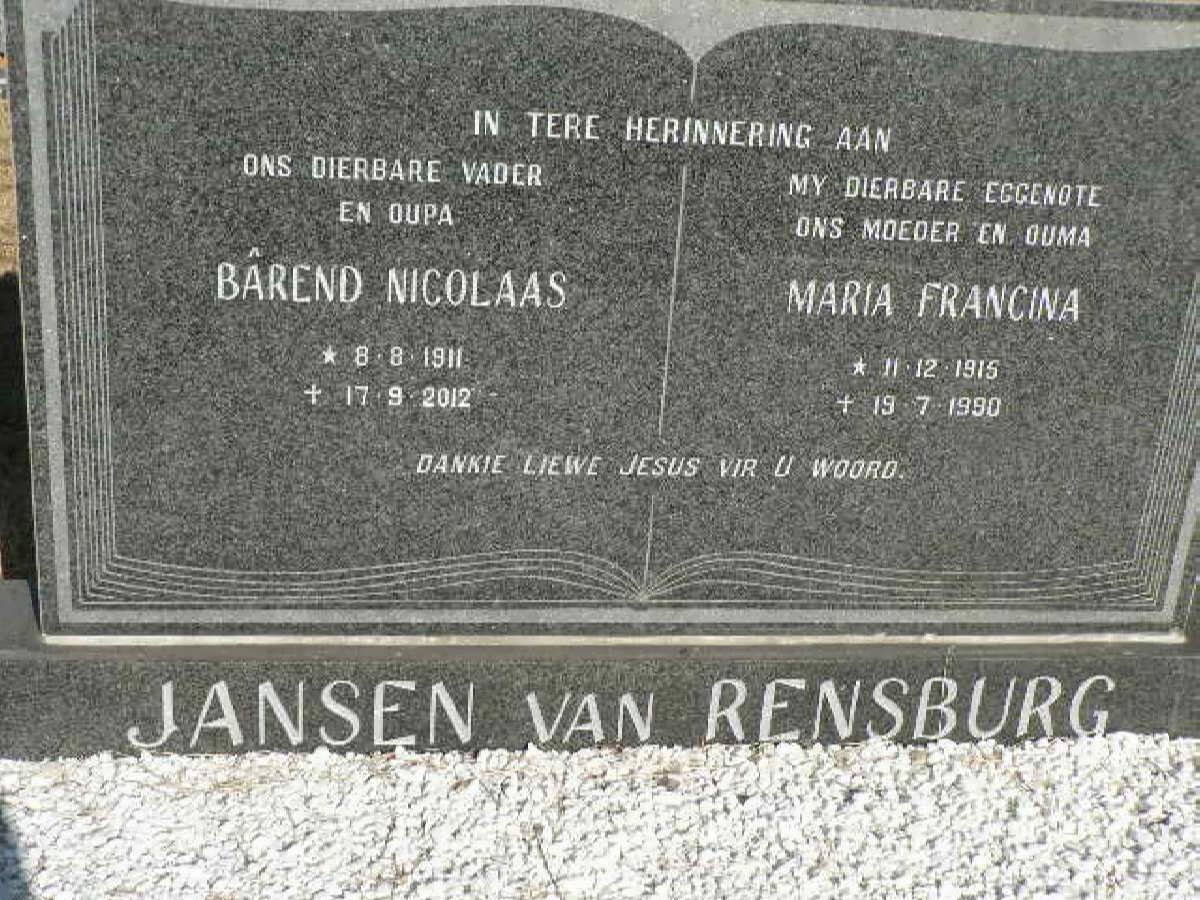 IN TERE HERINNERING AAN
ONS DIERBARE VADER
EN OUPA
BÂREND NICOLAAS
★ 8·8·1911
✝ 17·9·2012
MY DIERBARE EGGENOTE
ONS MOEDER EN OUMA
MARIA FRANCINA
★ 11·12·1915
✝ 19·7·1990
DANKIE LIEWE JESUS VIR U WOORD.
JANSEN VAN RENSBURG